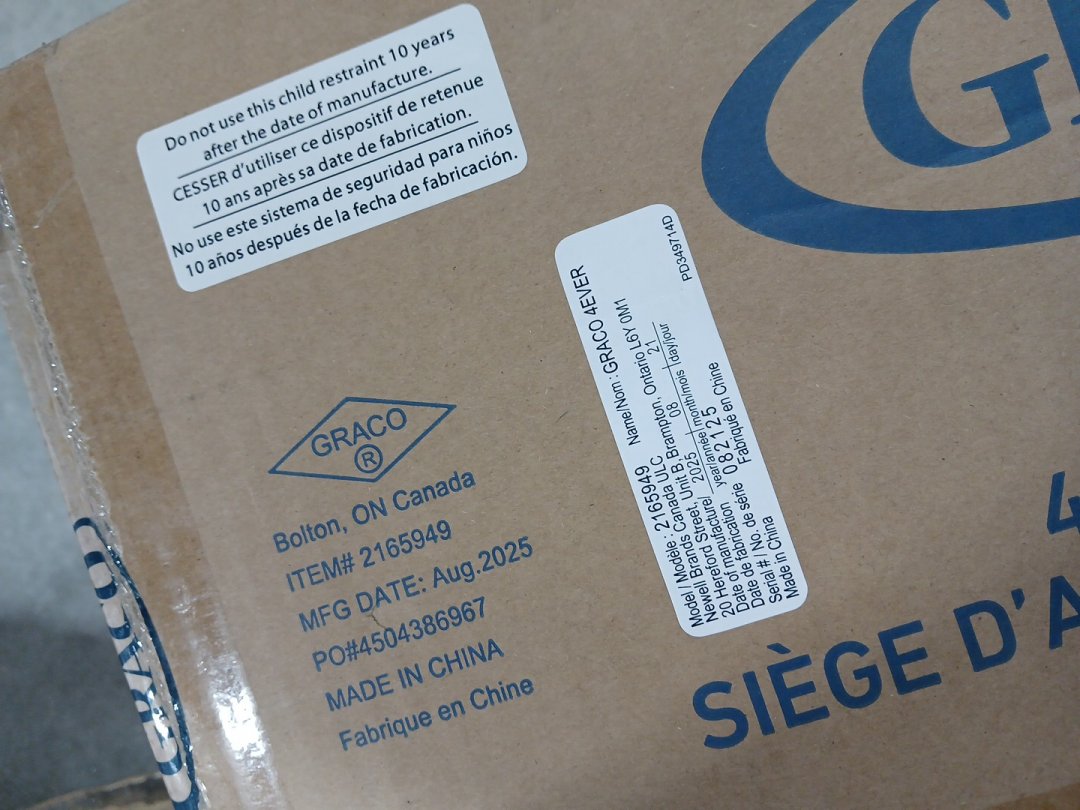 Do not use this child restraint 10 years
after the date of manufacture.
CESSER d'utiliser ce dispositif de retenue
10 ans après sa date de fabrication.
No use este sistema de seguridad para niños
10 años después de la fecha de fabricación.
GRACO
®
Bolton, ON Canada
ITEM# 2165949
MFG DATE: Aug.2025
PO#4504386967
MADE IN CHINA
Fabrique en Chine
Model / Modèle : 2165949 Name/Nom : GRACO 4EVER
Newell Brands Canada ULC
20 Hereford Street, Unit B, Brampton, Ontario L6Y 0M1
Date of manufacture/ 2025 08 21
Date de fabrication year/année month/mois day/jour
Serial # / No. de série 082125
Made in China Fabriqué en Chine
PD349714D
G
4
SIÈGE D'A
GRACO